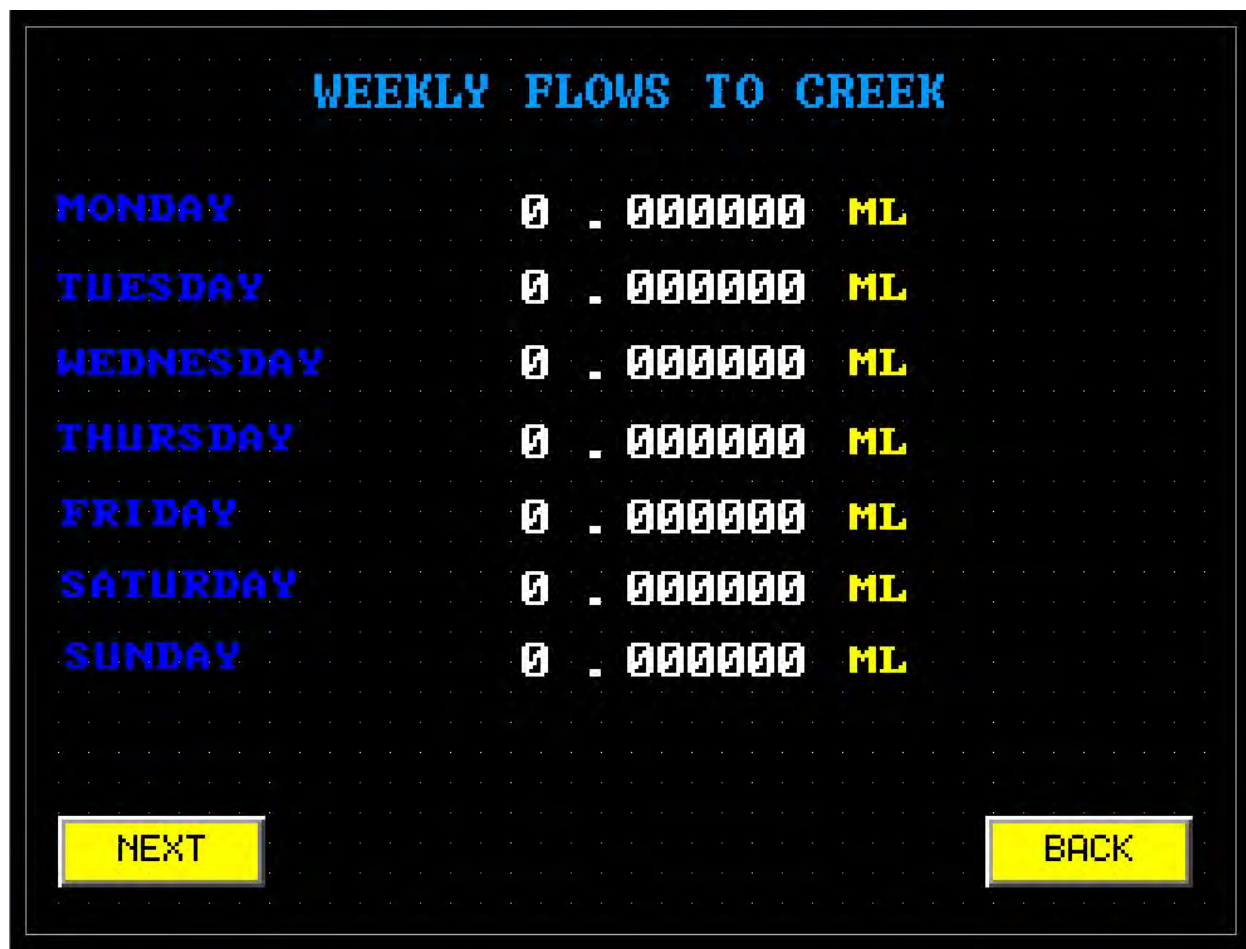 WEEKLY FLOWS TO CREEK
MONDAY 0 . 000000 ML
TUESDAY 0 . 000000 ML
WEDNESDAY 0 . 000000 ML
THURSDAY 0 . 000000 ML
FRIDAY 0 . 000000 ML
SATURDAY 0 . 000000 ML
SUNDAY 0 . 000000 ML
NEXT BACK